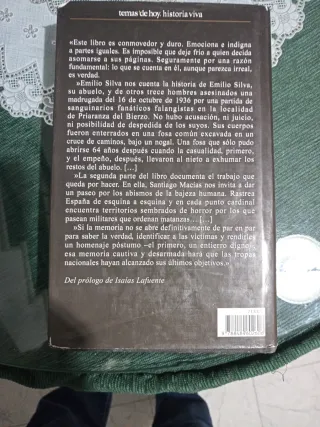 temas de hoy. historia viva
«Este libro es conmovedor y duro. Emociona e indigna
a partes iguales. Es imposible que deje frío a quien decida
asomarse a sus páginas. Seguramente por una razón
fundamental: lo que se cuenta en él, aunque parezca irreal,
es verdad.
»Emilio Silva nos cuenta la historia de Emilio Silva,
su abuelo, y de otros trece hombres asesinados una
madrugada del 16 de octubre de 1936 por una partida de
sanguinarios fanáticos falangistas en la localidad
de Priaranza del Bierzo. No hubo acusación, ni juicio,
ni posibilidad de despedida de los suyos. Sus cuerpos
fueron enterrados en una fosa común excavada en un
cruce de caminos, bajo un nogal. Una fosa que sólo pudo
abrirse 64 años después cuando la casualidad, primero,
y el empeño, después, llevaron al nieto a exhumar los
restos del abuelo. [...]
»La segunda parte del libro documenta el trabajo que
queda por hacer. En ella, Santiago Macías nos invita a dar
un paseo por los abismos de la bajeza humana. Rastrea
España de esquina a esquina y en cada punto cardinal
encuentra territorios sembrados de horror por los que
pasean militares que ordenan matanzas... [...]
»Si la memoria no se abre definitivamente de par en par
para saber la verdad, identificar a las víctimas y rendirles
un homenaje póstumo –el primero, un entierro digno–,
esa memoria cautiva y desarmada hará que las tropas
nacionales hayan alcanzado sus últimos objetivos.»
Del prólogo de Isaías Lafuente